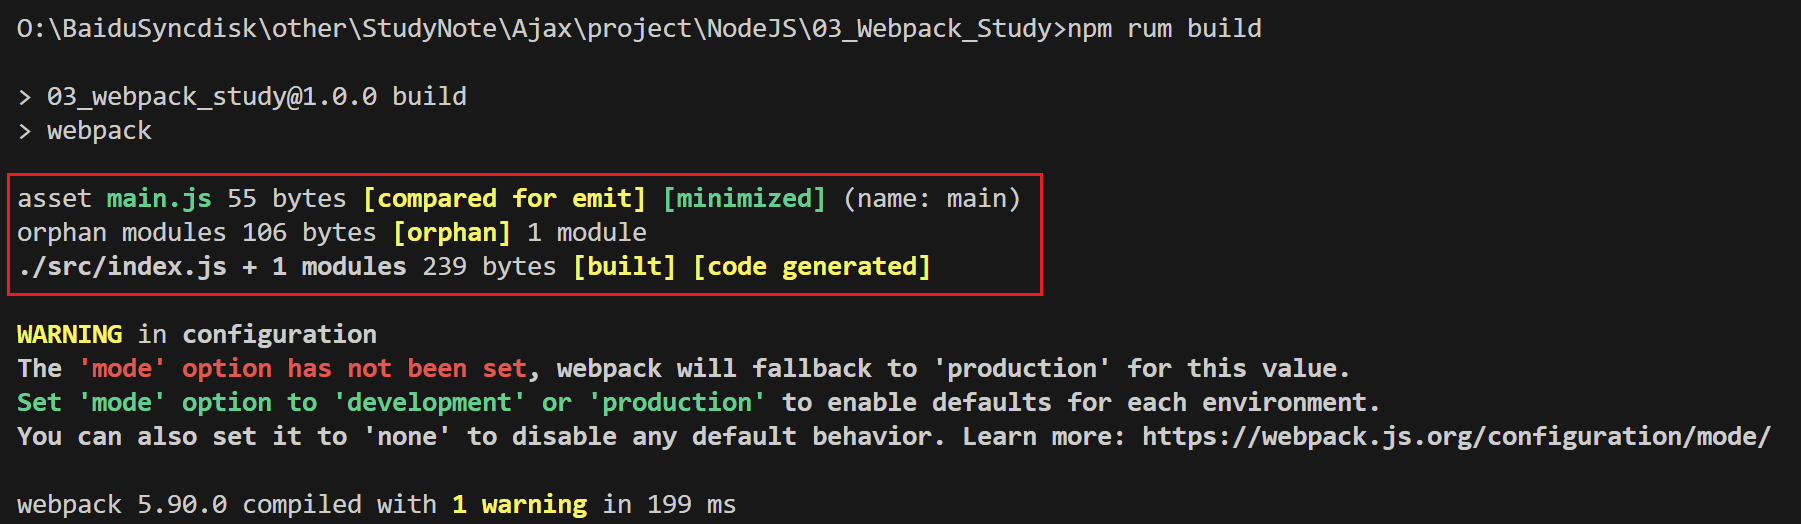 O:\BaiduSyncdisk\other\StudyNote\Ajax\project\NodeJS\03_Webpack_Study>npm rum build
> 03_webpack_study@1.0.0 build
> webpack
asset main.js 55 bytes [compared for emit] [minimized] (name: main)
orphan modules 106 bytes [orphan] 1 module
./src/index.js + 1 modules 239 bytes [built] [code generated]
WARNING in configuration
The 'mode' option has not been set, webpack will fallback to 'production' for this value.
Set 'mode' option to 'development' or 'production' to enable defaults for each environment.
You can also set it to 'none' to disable any default behavior. Learn more: https://webpack.js.org/configuration/mode/
webpack 5.90.0 compiled with 1 warning in 199 ms